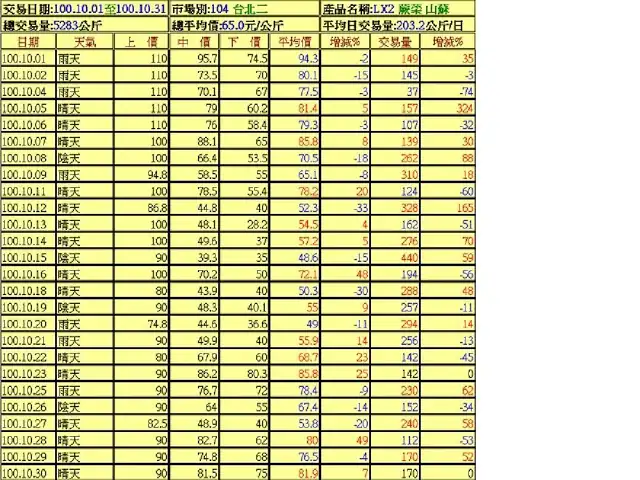 交易日期:100.10.01至100.10.31 市場別:104 台北二 產品名稱:LX2 蕨菜 山蘇
總交易量:5283公斤 總平均價:65.0元/公斤 平均日交易量:203.2公斤/日
日期 天氣 上價 中價 下價 平均價 增減% 交易量 增減%
100.10.01 雨天 110 95.7 74.5 94.3 -2 149 35
100.10.02 雨天 110 73.5 70 80.1 -15 145 -3
100.10.04 雨天 110 70.1 67 77.5 -3 37 -74
100.10.05 晴天 110 79 60.2 81.4 5 157 324
100.10.06 晴天 110 76 58.4 79.3 -3 107 -32
100.10.07 晴天 100 88.1 65 85.8 8 139 30
100.10.08 陰天 100 66.4 53.5 70.5 -18 262 88
100.10.09 雨天 94.8 58.5 55 65.1 -8 310 18
100.10.11 晴天 100 78.5 55.4 78.2 20 124 -60
100.10.12 晴天 86.8 44.8 40 52.3 -33 328 165
100.10.13 晴天 100 48.1 28.2 54.5 4 162 -51
100.10.14 晴天 100 49.6 37 57.2 5 276 70
100.10.15 陰天 90 39.3 35 48.6 -15 440 59
100.10.16 晴天 100 70.2 50 72.1 48 194 -56
100.10.18 晴天 80 43.9 40 50.3 -30 288 48
100.10.19 陰天 90 48.3 40.1 55 9 257 -11
100.10.20 雨天 74.8 44.6 36.6 49 -11 294 14
100.10.21 雨天 90 49.9 40 55.9 14 256 -13
100.10.22 晴天 80 67.9 60 68.7 23 142 -45
100.10.23 晴天 90 86.2 80.3 85.8 25 142 0
100.10.25 雨天 90 76.7 72 78.4 -9 230 62
100.10.26 陰天 90 64 55 67.4 -14 152 -34
100.10.27 晴天 82.5 48.9 40 53.8 -20 240 58
100.10.28 晴天 90 82.7 62 80 49 112 -53
100.10.29 晴天 90 74.8 68 76.5 -4 170 52
100.10.30 晴天 90 81.5 75 81.9 7 170 0